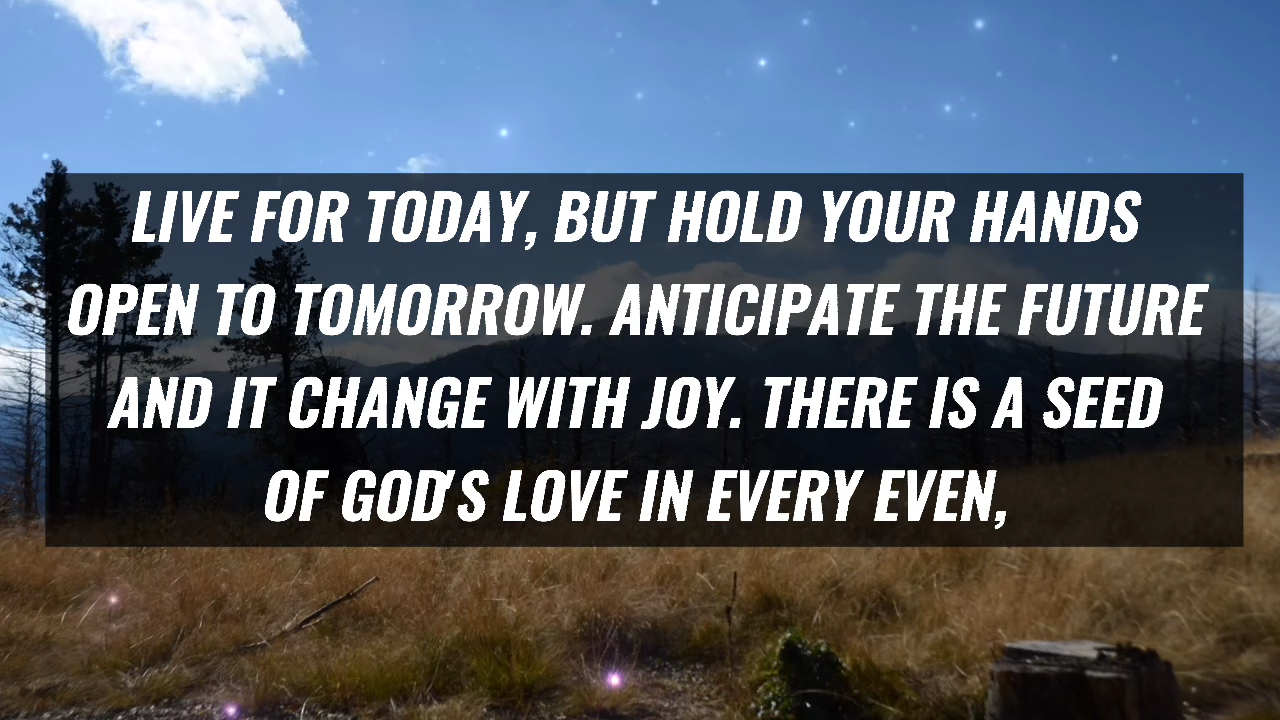 LIVE FOR TODAY, BUT HOLD YOUR HANDS
OPEN TO TOMORROW. ANTICIPATE THE FUTURE
AND IT CHANGE WITH JOY. THERE IS A SEED
OF GOD'S LOVE IN EVERY EVEN,